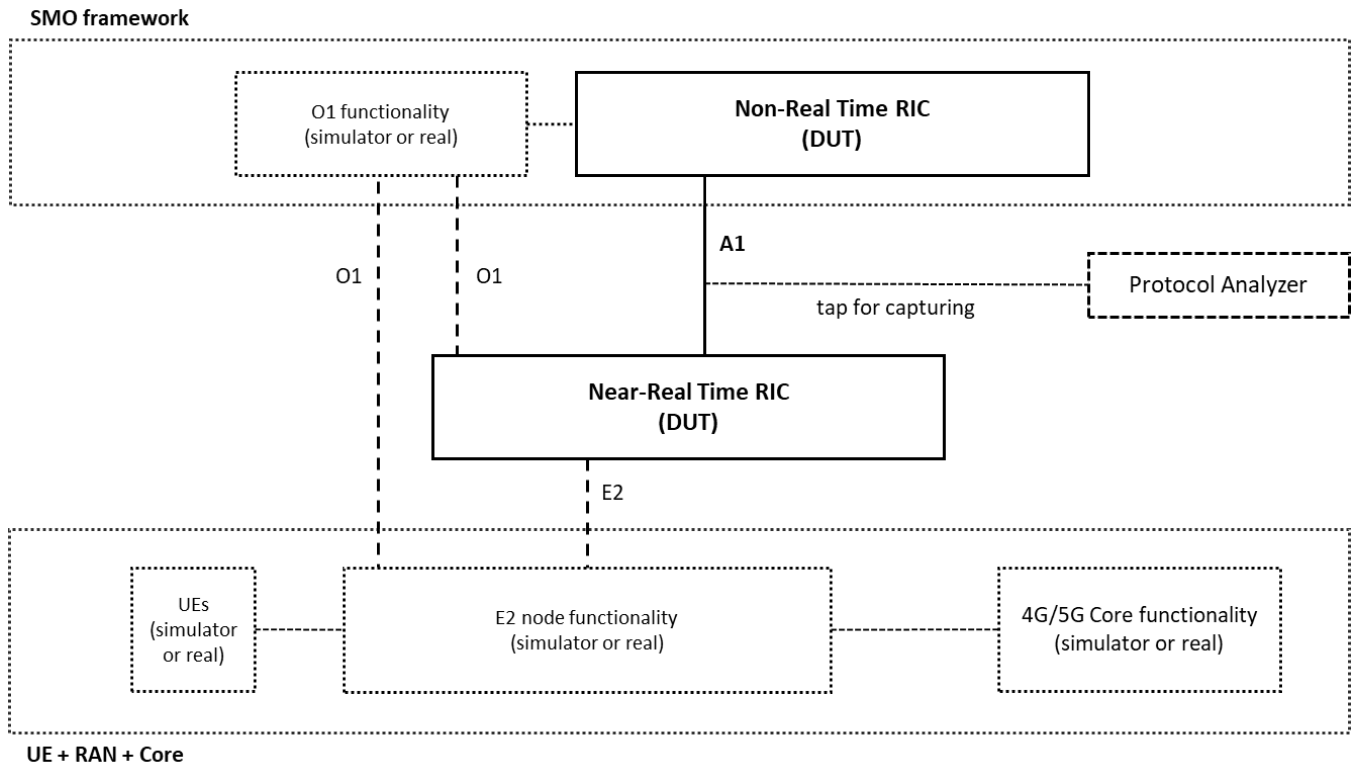 SMO framework
O1 functionality
(simulator or real)
Non-Real Time RIC
(DUT)
A1
O1
O1
Protocol Analyzer
tap for capturing
Near-Real Time RIC
(DUT)
E2
UEs
(simulator
or real)
E2 node functionality
(simulator or real)
4G/5G Core functionality
(simulator or real)
UE + RAN + Core